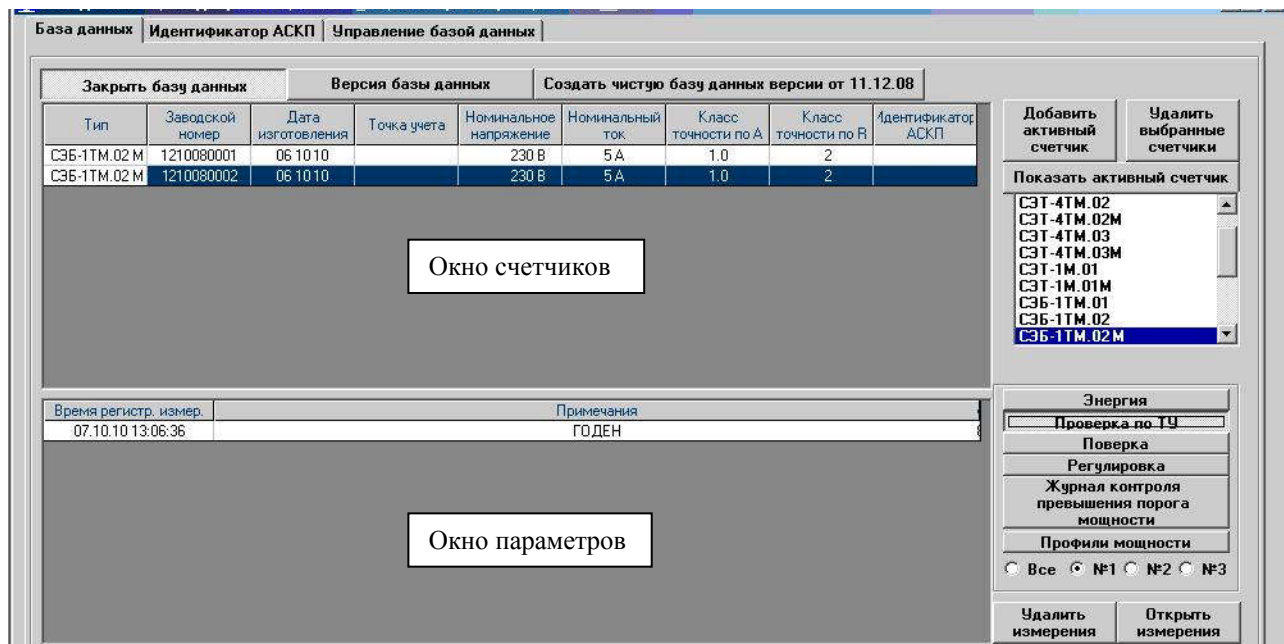 База данных Идентификатор АСКП Управление базой данных
Закрыть базу данных Версия базы данных Создать чистую базу данных версии от 11.12.08
Тип Заводской номер Дата изготовления Точка учета Номинальное напряжение Номинальный ток Класс точности по А Класс точности по R Идентификатор АСКП
СЭБ-1ТМ.02 М 1210080001 06 10 10 230 В 5 А 1.0 2
СЭБ-1ТМ.02 М 1210080002 06 10 10 230 В 5 А 1.0 2
Окно счетчиков
Время регистр. измер. Примечания
07.10.10 13:06:36 ГОДЕН
Окно параметров
Добавить активный счетчик
Удалить выбранные счетчики
Показать активный счетчик
СЭТ-4ТМ.02
СЭТ-4ТМ.02М
СЭТ-4ТМ.03
СЭТ-4ТМ.03М
СЭТ-1М.01
СЭТ-1М.01М
СЭБ-1ТМ.01
СЭБ-1ТМ.02
СЭБ-1ТМ.02М
Энергия
Проверка по ТУ
Поверка
Регулировка
Журнал контроля
превышения порога
мощности
Профили мощности
Все №1 №2 №3
Удалить измерения
Открыть измерения